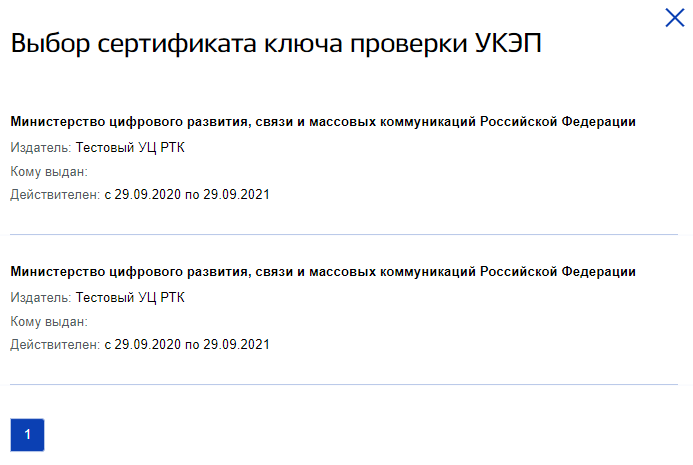 Выбор сертификата ключа проверки УКЭП
Министерство цифрового развития, связи и массовых коммуникаций Российской Федерации
Издатель: Тестовый УЦ РТК
Кому выдан:
Действителен: с 29.09.2020 по 29.09.2021
Министерство цифрового развития, связи и массовых коммуникаций Российской Федерации
Издатель: Тестовый УЦ РТК
Кому выдан:
Действителен: с 29.09.2020 по 29.09.2021
1